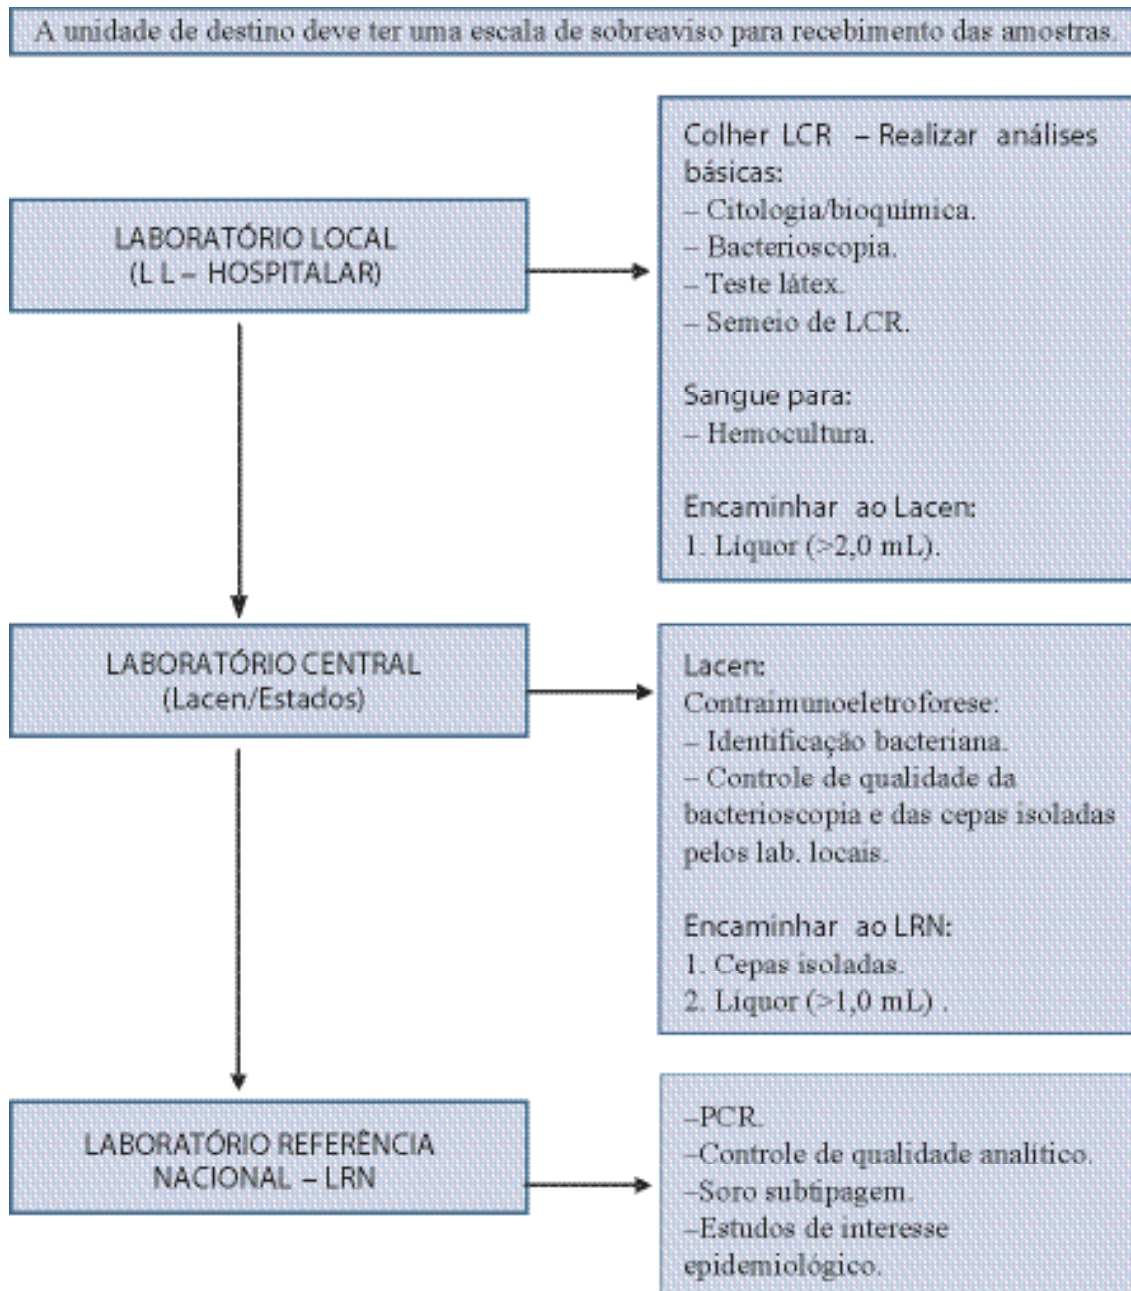 A unidade de destino deve ter uma escala de sobreaviso para recebimento das amostras.
LABORATÓRIO LOCAL
(L L – HOSPITALAR)
Colher LCR – Realizar análises
básicas:
– Citologia/bioquímica.
– Bacterioscopia.
– Teste látex.
– Semeio de LCR.
Sangue para:
– Hemocultura.
Encaminhar ao Lacen:
1. Líquor (>2,0 mL).
LABORATÓRIO CENTRAL
(Lacen/Estados)
Lacen:
Contraimunoeletroforese:
– Identificação bacteriana.
– Controle de qualidade da
bacterioscopia e das cepas isoladas
pelos lab. locais.
Encaminhar ao LRN:
1. Cepas isoladas.
2. Líquor (>1,0 mL) .
LABORATÓRIO REFERÊNCIA
NACIONAL – LRN
–PCR.
–Controle de qualidade analítico.
–Soro subtipagem.
–Estudos de interesse
epidemiológico.